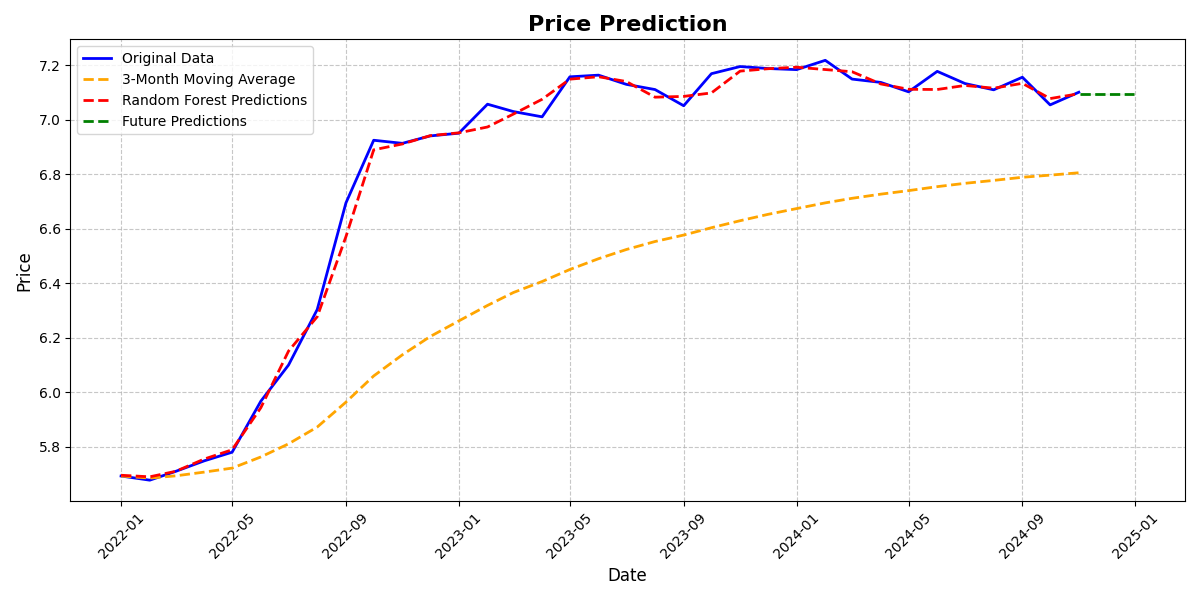 Price Prediction
Original Data
3-Month Moving Average
Random Forest Predictions
Future Predictions
7.2
7.0
6.8
6.6
6.4
6.2
6.0
5.8
Price
2022-01
2022-05
2022-09
2023-01
2023-05
2023-09
2024-01
2024-05
2024-09
2025-01
Date